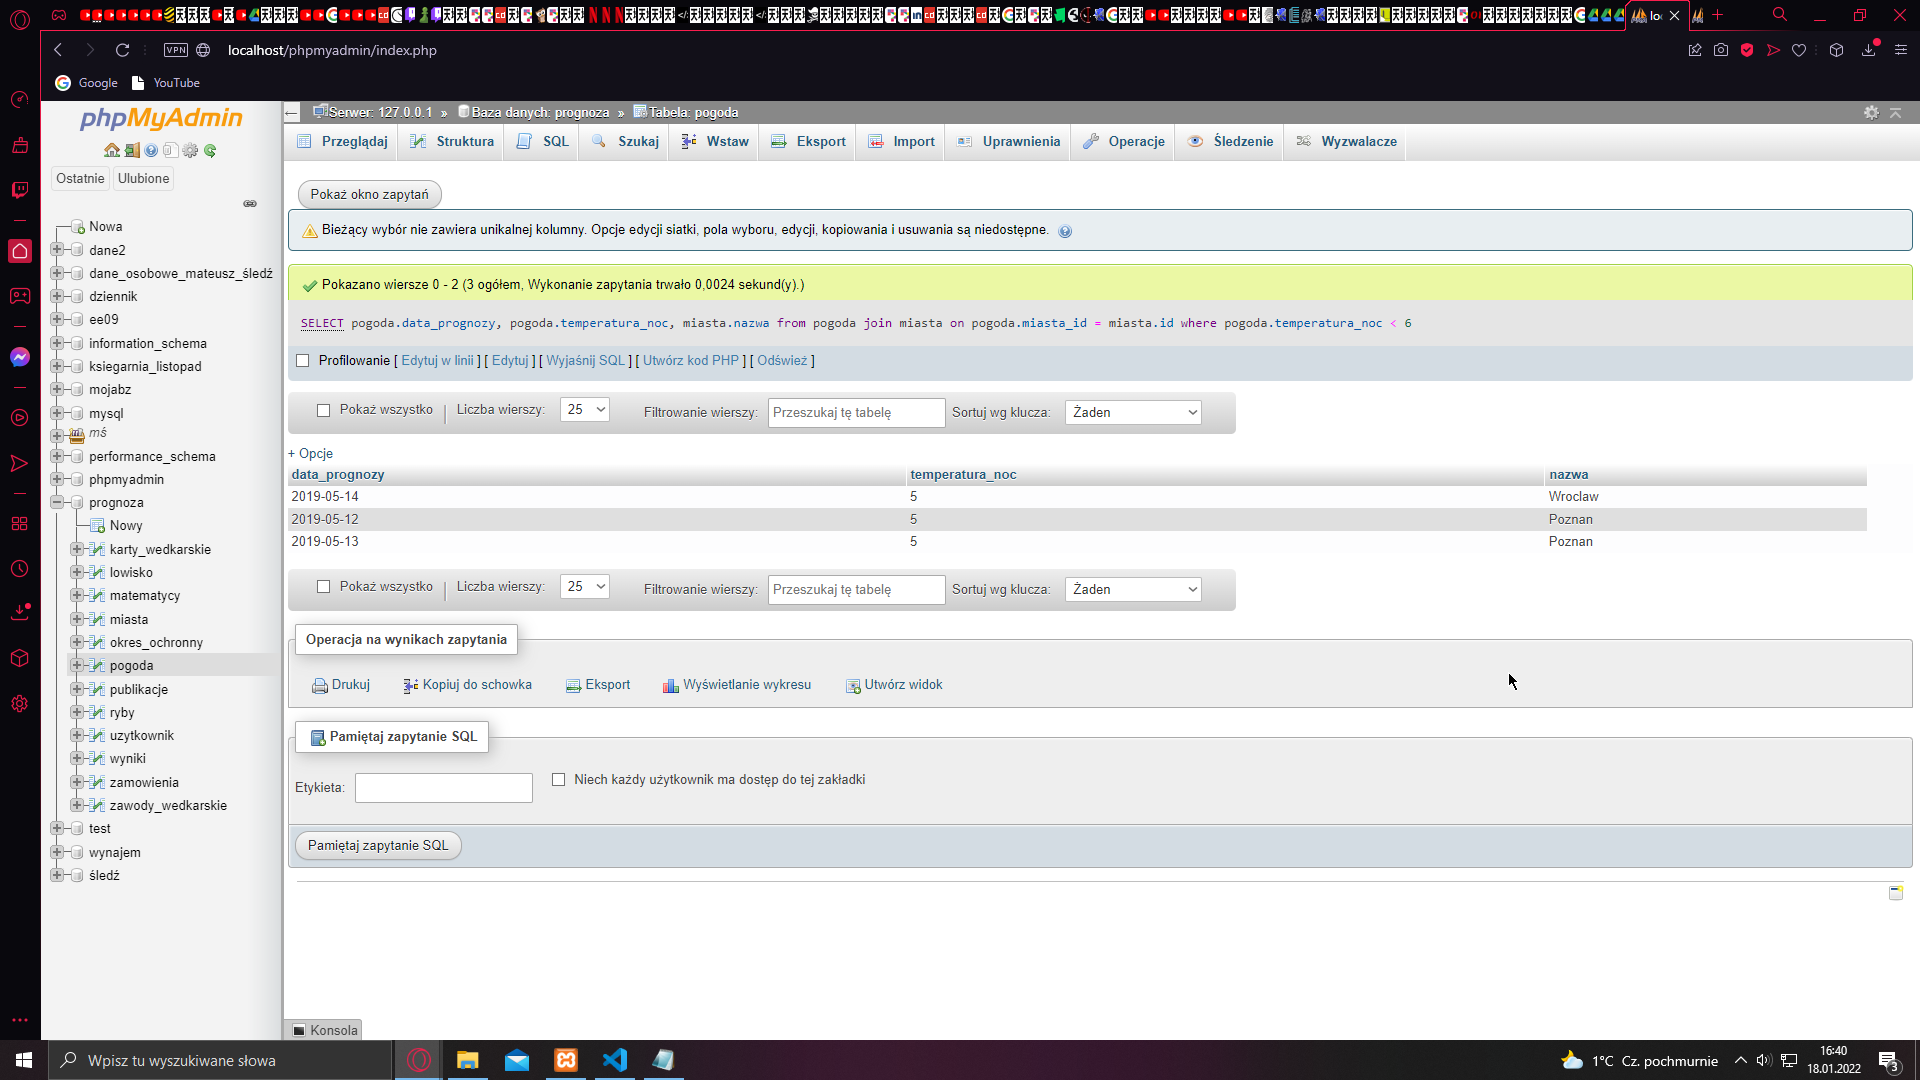 localhost/phpmyadmin/index.php
VPN
Google
YouTube
phpMyAdmin
Ostatnie
Ulubione
Nowa
dane2
dane_osobowe_mateusz_śledź
dziennik
ee09
information_schema
ksiegarnia_listopad
mojabz
mysql
mś
performance_schema
phpmyadmin
prognoza
Nowy
karty_wedkarskie
lowisko
matematycy
miasta
okres_ochronny
pogoda
publikacje
ryby
uzytkownik
wyniki
zamowienia
zawody_wedkarskie
test
wynajem
śledź
Serwer: 127.0.0.1 » Baza danych: prognoza » Tabela: pogoda
Przeglądaj Struktura SQL Szukaj Wstaw Eksport Import Uprawnienia Operacje Śledzenie Wyzwalacze
Pokaż okno zapytań
Bieżący wybór nie zawiera unikalnej kolumny. Opcje edycji siatki, pola wyboru, edycji, kopiowania i usuwania są niedostępne.
Pokazano wiersze 0 - 2 (3 ogółem, Wykonanie zapytania trwało 0,0024 sekund(y).)
SELECT pogoda.data_prognozy, pogoda.temperatura_noc, miasta.nazwa from pogoda join miasta on pogoda.miasta_id = miasta.id where pogoda.temperatura_noc < 6
Profilowanie [ Edytuj w linii ] [ Edytuj ] [ Wyjaśnij SQL ] [ Utwórz kod PHP ] [ Odśwież ]
Pokaż wszystko Liczba wierszy: 25 Filtrowanie wierszy: Przeszukaj tę tabelę Sortuj wg klucza: Żaden
+ Opcje
data_prognozy temperatura_noc nazwa
2019-05-14 5 Wroclaw
2019-05-12 5 Poznan
2019-05-13 5 Poznan
Pokaż wszystko Liczba wierszy: 25 Filtrowanie wierszy: Przeszukaj tę tabelę Sortuj wg klucza: Żaden
Operacja na wynikach zapytania
Drukuj Kopiuj do schowka Eksport Wyświetlanie wykresu Utwórz widok
Pamiętaj zapytanie SQL
Etykieta: Niech każdy użytkownik ma dostęp do tej zakładki
Pamiętaj zapytanie SQL
Konsola
Wpisz tu wyszukiwane słowa
1°C Cz. pochmurnie
16:40
18.01.2022
3